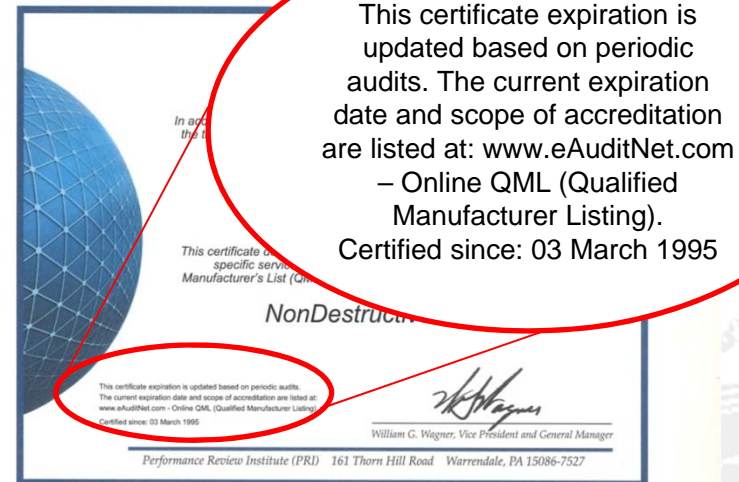 This certificate expiration is
updated based on periodic
audits. The current expiration
date and scope of accreditation
are listed at: www.eAuditNet.com
– Online QML (Qualified
Manufacturer Listing).
Certified since: 03 March 1995
In
the
This certificate
specific
Manufacturer's List
This certificate expiration is updated based on periodic audits.
The current expiration date and scope of accreditation are listed at:
www.eAuditNet.com - Online QML (Qualified Manufacturer Listing)
Certified since: 03 March 1995
William G. Wagner, Vice President and General Manager
Performance Review Institute (PRI) 161 Thorn Hill Road Warrendale, PA 15086-7527